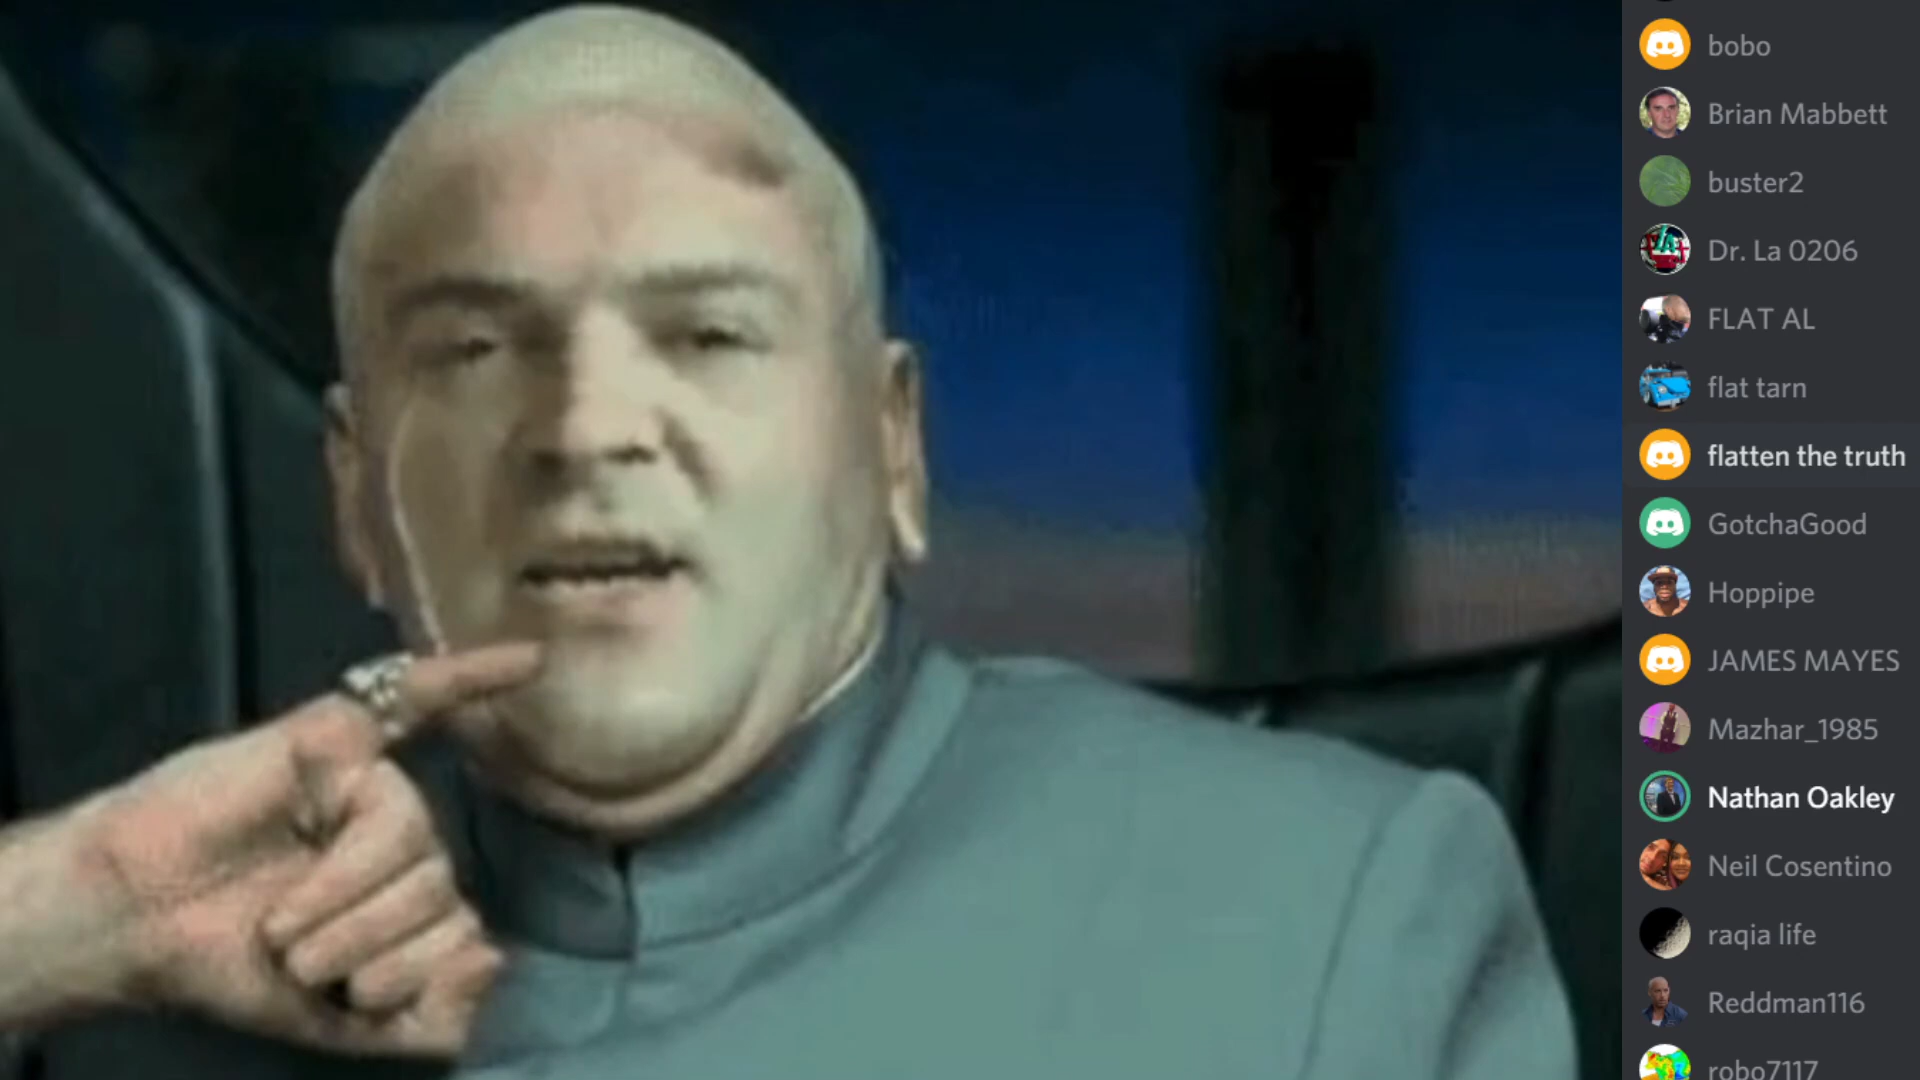 bobo
Brian Mabbett
buster2
Dr. La 0206
FLAT AL
flat tarn
flatten the truth
GotchaGood
Hoppipe
JAMES MAYES
Mazhar_1985
Nathan Oakley
Neil Cosentino
raqia life
Reddman116
robo7117